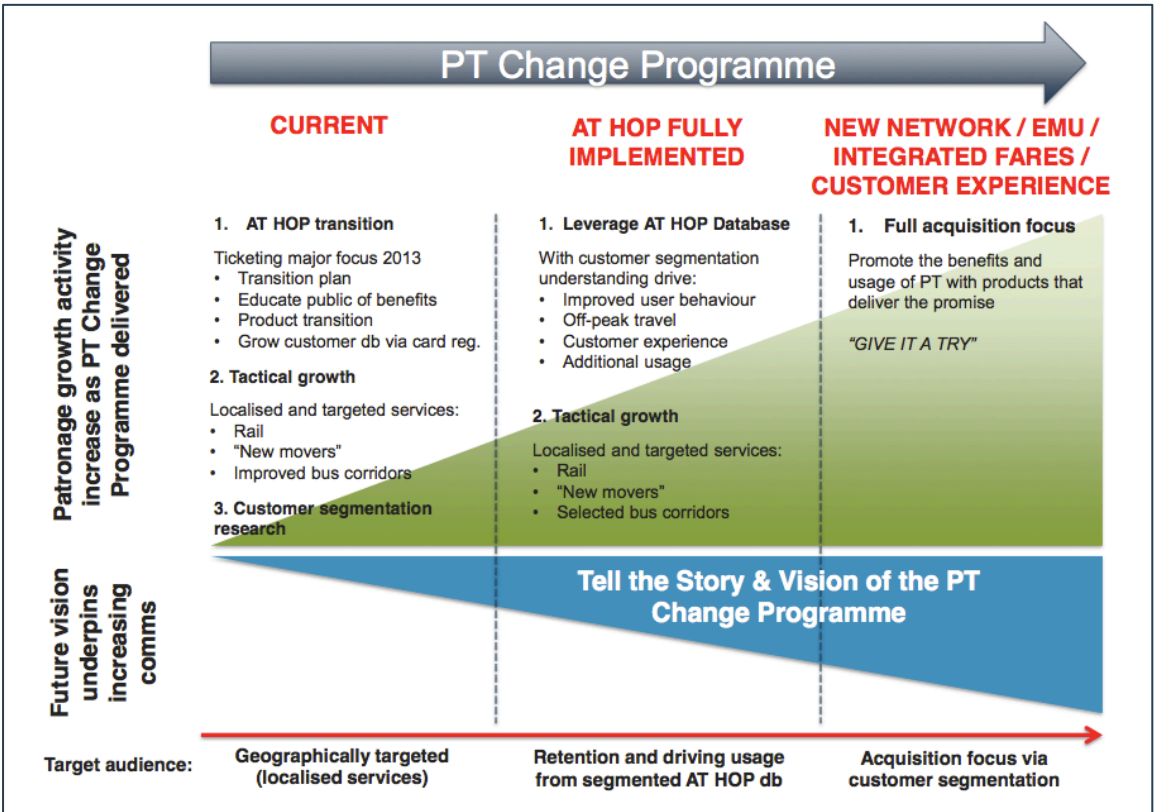 PT Change Programme
CURRENT
AT HOP FULLY
IMPLEMENTED
NEW NETWORK / EMU /
INTEGRATED FARES /
CUSTOMER EXPERIENCE
Patronage growth activity
increase as PT Change
Programme delivered
1. AT HOP transition
Ticketing major focus 2013
• Transition plan
• Educate public of benefits
• Product transition
• Grow customer db via card reg.
2. Tactical growth
Localised and targeted services:
• Rail
• "New movers"
• Improved bus corridors
3. Customer segmentation
research
1. Leverage AT HOP Database
With customer segmentation
understanding drive:
• Improved user behaviour
• Off-peak travel
• Customer experience
• Additional usage
2. Tactical growth
Localised and targeted services:
• Rail
• "New movers"
• Selected bus corridors
1. Full acquisition focus
Promote the benefits and
usage of PT with products that
deliver the promise
"GIVE IT A TRY"
Future vision
underpins
increasing
comms
Tell the Story & Vision of the PT
Change Programme
Target audience:
Geographically targeted
(localised services)
Retention and driving usage
from segmented AT HOP db
Acquisition focus via
customer segmentation